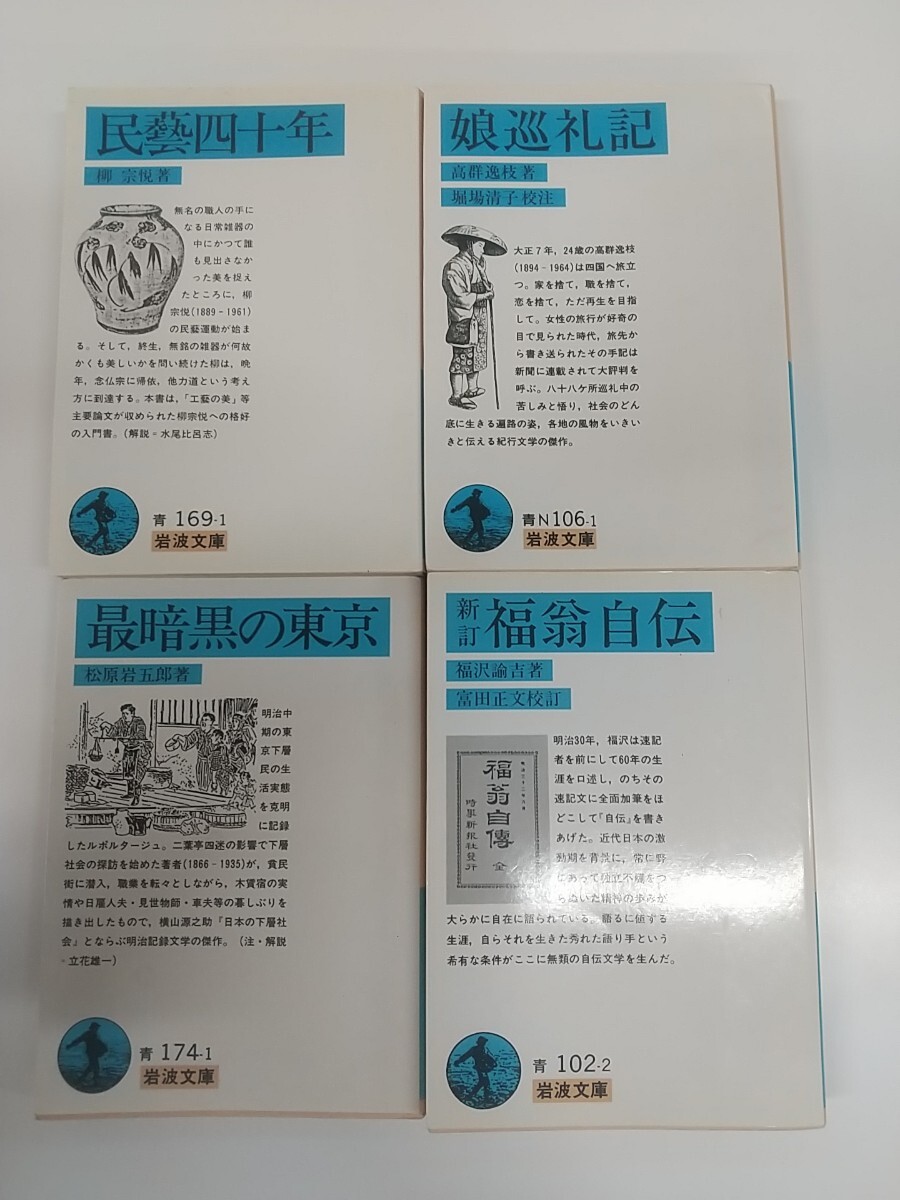 民藝四十年
柳 宗悦著
無名の職人の手に
なる日常雑器の
中にかつて誰
も見出さなか
った美を捉え
たところに，柳
宗悦(1889－1961)
の民藝運動が始ま
る。そして，終生，無銘の雑器が何故
かくも美しいかを問い続けた柳は，晩
年，念仏宗に帰依，他力道という考え
方に到達する。本書は，「工藝の美」等
主要論文が収められた柳宗悦への格好
の入門書。（解説＝水尾比呂志）
青 169-1
岩波文庫
娘巡礼記
高群逸枝著
堀場清子校注
大正7年，24歳の高群逸枝
(1894－1964)は四国へ旅立
つ。家を捨て，職を捨て，
恋を捨て，ただ再生を目指
して。女性の旅行が好奇の
目で見られた時代，旅先か
ら書き送られたその手記は
新聞に連載されて大評判を
呼ぶ。八十八ケ所巡礼中の
苦しみと悟り，社会のどん
底に生きる遍路の姿，各地の風物をいきい
きと伝える紀行文学の傑作。
青N106-1
岩波文庫
最暗黒の東京
松原岩五郎著
明治中
期の東
京下層
民の生
活実態
を克明
に記録
したルポルタージュ。二葉亭四迷の影響で下層
社会の探訪を始めた著者(1866－1935)が，貧民
街に潜入，職業を転々としながら，木賃宿の実
情や日雇人夫・見世物師・車夫等の暮しぶりを
描き出したもので，横山源之助『日本の下層社
会』とならぶ明治記録文学の傑作。（注・解説
＝立花雄一）
青 174-1
岩波文庫
新訂 福翁自伝
福沢諭吉著
富田正文校訂
福翁自傳 全
時事新報社發行
明治30年，福沢は速記
者を前にして60年の生
涯を口述し，のちその
速記文に全面加筆をほ
どこして『自伝』を書き
あげた。近代日本の激
動期を背景に，常に野
にあって独立不羈をつ
らぬいた精神の歩みが
大らかに自在に語られている。語るに値する
生涯，自らそれを生きた秀れた語り手という
希有な条件がここに無類の自伝文学を生んだ。
青 102-2
岩波文庫